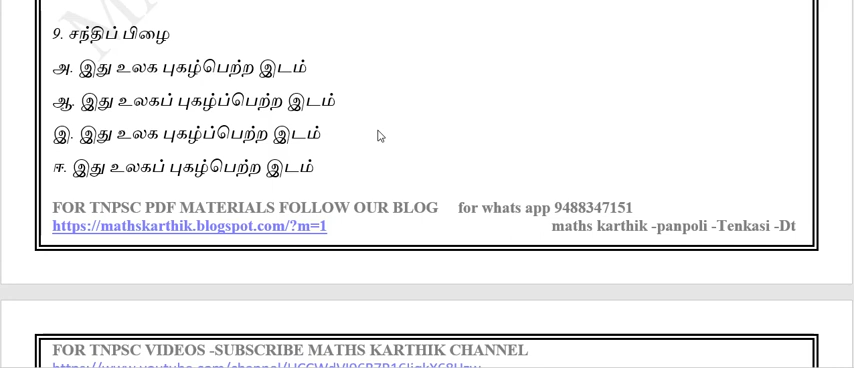 9. சந்திப் பிழை
அ. இது உலக புகழ்பெற்ற இடம்
ஆ. இது உலகப் புகழ்ப்பெற்ற இடம்
இ. இது உலக புகழ்ப்பெற்ற இடம்
ஈ. இது உலகப் புகழ்பெற்ற இடம்
FOR TNPSC PDF MATERIALS FOLLOW OUR BLOG for whats app 9488347151
https://mathskarthik.blogspot.com/?m=1 maths karthik -panpoli -Tenkasi -Dt
FOR TNPSC VIDEOS -SUBSCRIBE MATHS KARTHIK CHANNEL